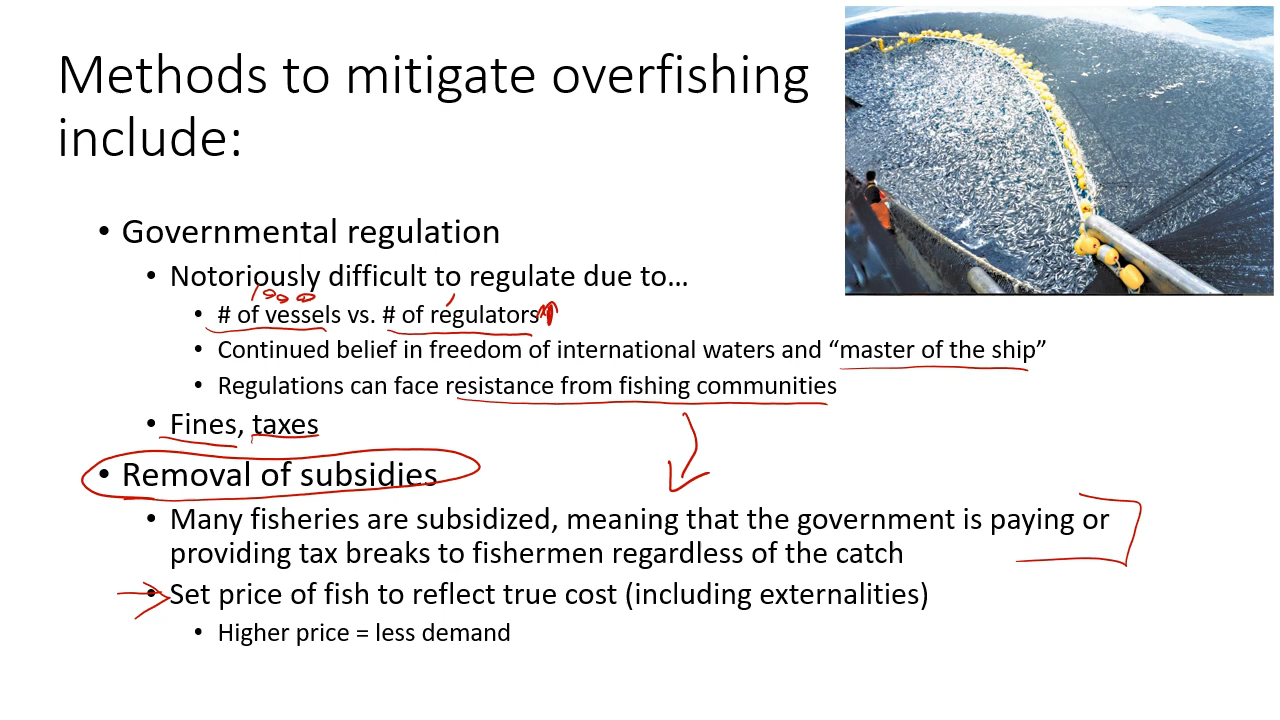 Methods to mitigate overfishing
include:
• Governmental regulation
• Notoriously difficult to regulate due to…
1000
1
• # of vessels vs. # of regulators
• Continued belief in freedom of international waters and “master of the ship”
• Regulations can face resistance from fishing communities
• Fines, taxes
• Removal of subsidies
• Many fisheries are subsidized, meaning that the government is paying or
providing tax breaks to fishermen regardless of the catch
• Set price of fish to reflect true cost (including externalities)
• Higher price = less demand